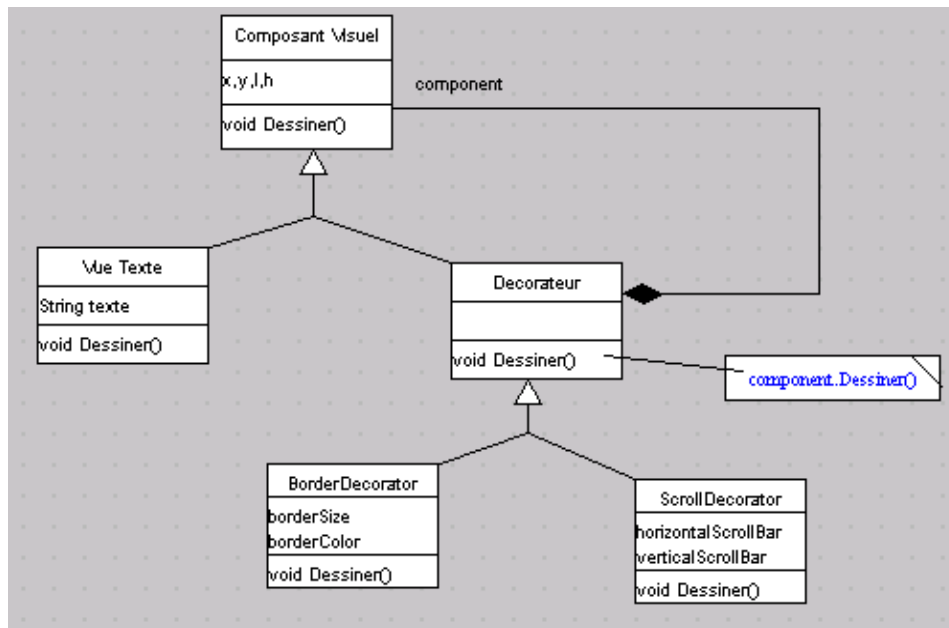 Composant Visuel
x,y,l,h
void Dessiner()
component
Vue Texte
String texte
void Dessiner()
Decorateur
void Dessiner()
component.Dessiner()
BorderDecorator
borderSize
borderColor
void Dessiner()
ScrollDecorator
horizontalScrollBar
verticalScrollBar
void Dessiner()